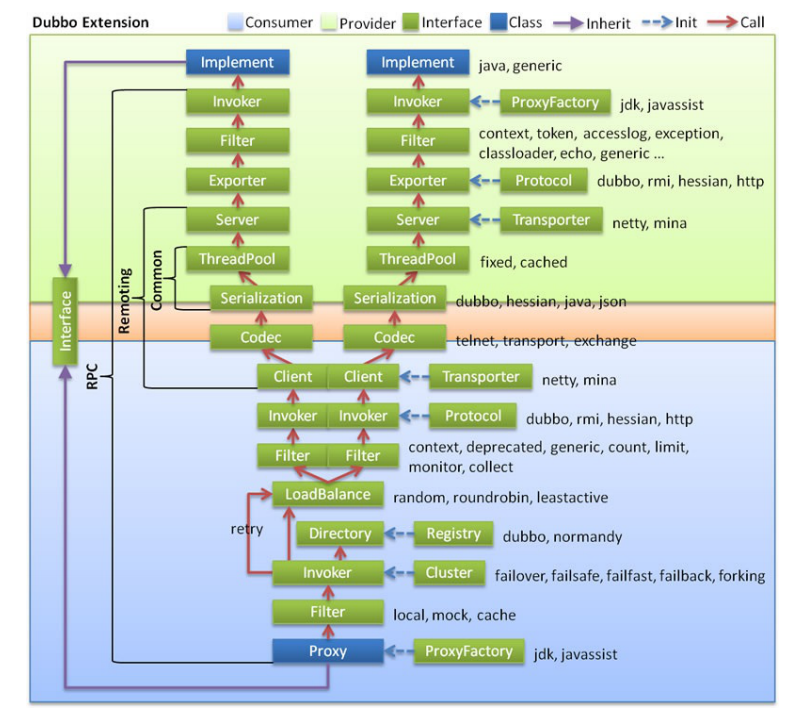 Dubbo Extension
Consumer
Provider
Interface
Class
Inherit
Init
Call
Implement
Implement
java, generic
Invoker
Invoker
ProxyFactory
jdk, javassist
Filter
Filter
context, token, accesslog, exception,
classloader, echo, generic ...
Exporter
Exporter
Protocol
dubbo, rmi, hessian, http
Server
Server
Transporter
netty, mina
ThreadPool
ThreadPool
fixed, cached
Common
Remoting
RPC
Interface
Serialization
Serialization
dubbo, hessian, java, json
Codec
Codec
telnet, transport, exchange
Client
Client
Transporter
netty, mina
Invoker
Invoker
Protocol
dubbo, rmi, hessian, http
Filter
Filter
context, deprecated, generic, count, limit,
monitor, collect
LoadBalance
random, roundrobin, leastactive
retry
Directory
Registry
dubbo, normandy
Invoker
Cluster
failover, failsafe, failfast, failback, forking
Filter
local, mock, cache
Proxy
ProxyFactory
jdk, javassist